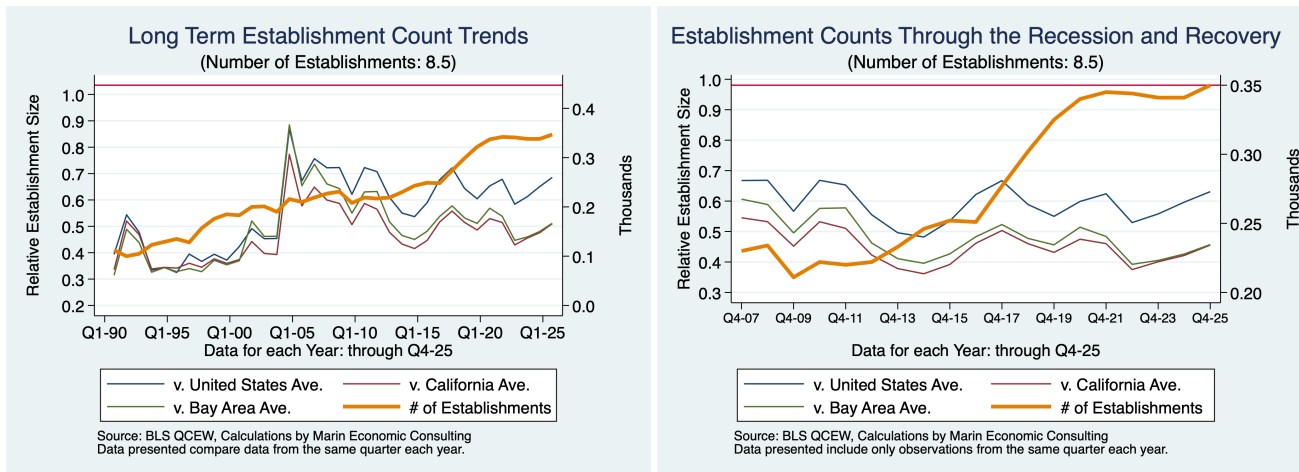 Long Term Establishment Count Trends
(Number of Establishments: 8.5)
Relative Establishment Size
1.0
0.9
0.8
0.7
0.6
0.5
0.4
0.3
0.2
0.4
0.3
0.2
0.1
0.0
Thousands
Q1-90 Q1-95 Q1-00 Q1-05 Q1-10 Q1-15 Q1-20 Q1-25
Data for each Year: through Q4-25
v. United States Ave. v. California Ave.
v. Bay Area Ave. # of Establishments
Source: BLS QCEW, Calculations by Marin Economic Consulting
Data presented compare data from the same quarter each year.
Establishment Counts Through the Recession and Recovery
(Number of Establishments: 8.5)
Relative Establishment Size
1.0
0.9
0.8
0.7
0.6
0.5
0.4
0.3
0.35
0.30
0.25
0.20
Thousands
Q4-07 Q4-09 Q4-11 Q4-13 Q4-15 Q4-17 Q4-19 Q4-21 Q4-23 Q4-25
Data for each Year: through Q4-25
v. United States Ave. v. California Ave.
v. Bay Area Ave. # of Establishments
Source: BLS QCEW, Calculations by Marin Economic Consulting
Data presented include only observations from the same quarter each year.